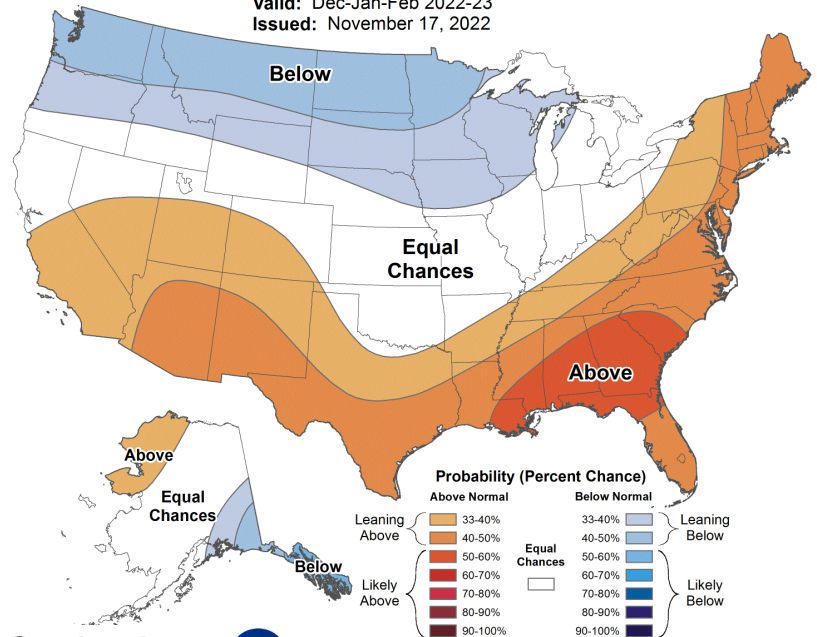 Valid: Dec-Jan-Feb 2022-23
Issued: November 17, 2022
Below
Equal
Chances
Above
Above
Equal
Chances
Below
Probability (Percent Chance)
Above Normal
Below Normal
Leaning
Above
33-40%
40-50%
50-60%
60-70%
70-80%
80-90%
90-100%
Likely
Above
Equal
Chances
33-40%
40-50%
50-60%
60-70%
70-80%
80-90%
90-100%
Leaning
Below
Likely
Below